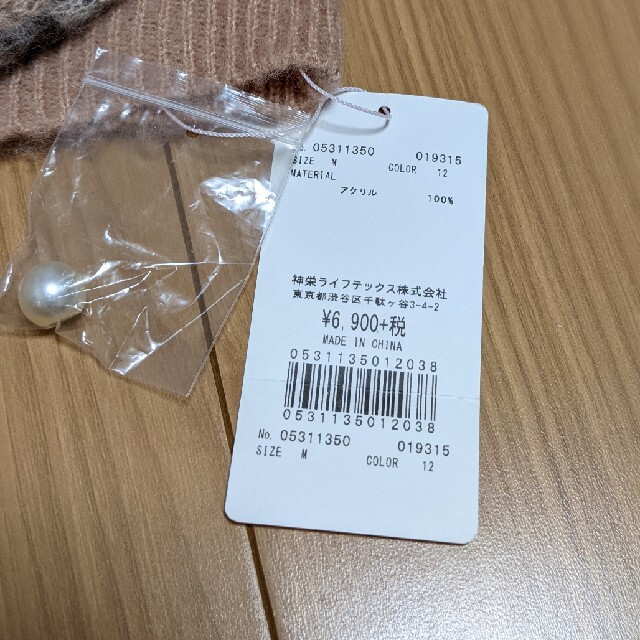 No. 05311350 019315
SIZE M COLOR 12
MATERIAL
アクリル 100%
神栄ライフテックス株式会社
東京都渋谷区千駄ヶ谷3-4-2
¥6,900+税
MADE IN CHINA
0531135012038
0531135012038
No. 05311350 019315
SIZE M COLOR 12